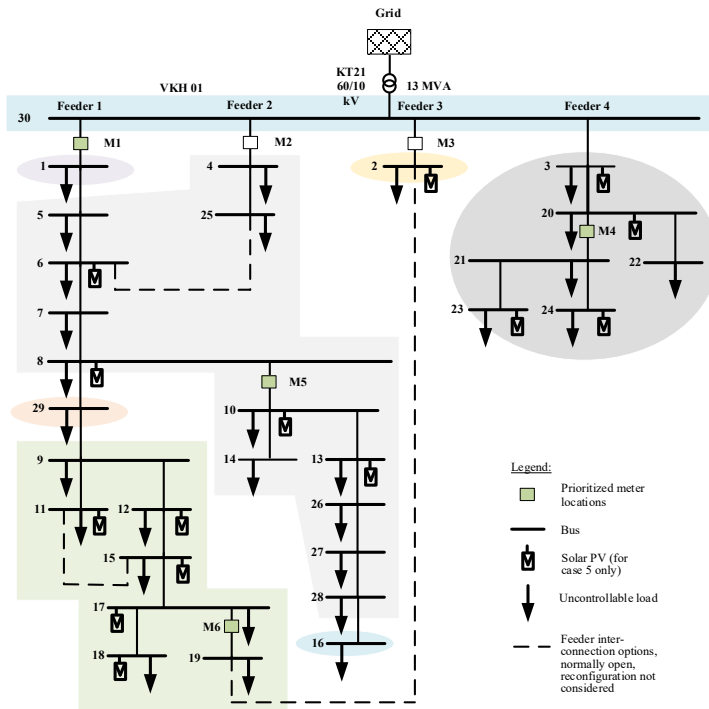 Grid
KT21
60/10
kV
13 MVA
VKH 01
Feeder 1
Feeder 2
Feeder 3
Feeder 4
30
M1
M2
M3
1
4
2
3
5
25
20
M4
6
21
22
7
23
24
8
M5
29
10
9
14
13
11
12
26
15
27
17
28
M6
16
18
19
Legend:
Prioritized meter
locations
Bus
Solar PV (for
case 5 only)
Uncontrollable load
Feeder inter-
connection options,
normally open,
reconfiguration not
considered